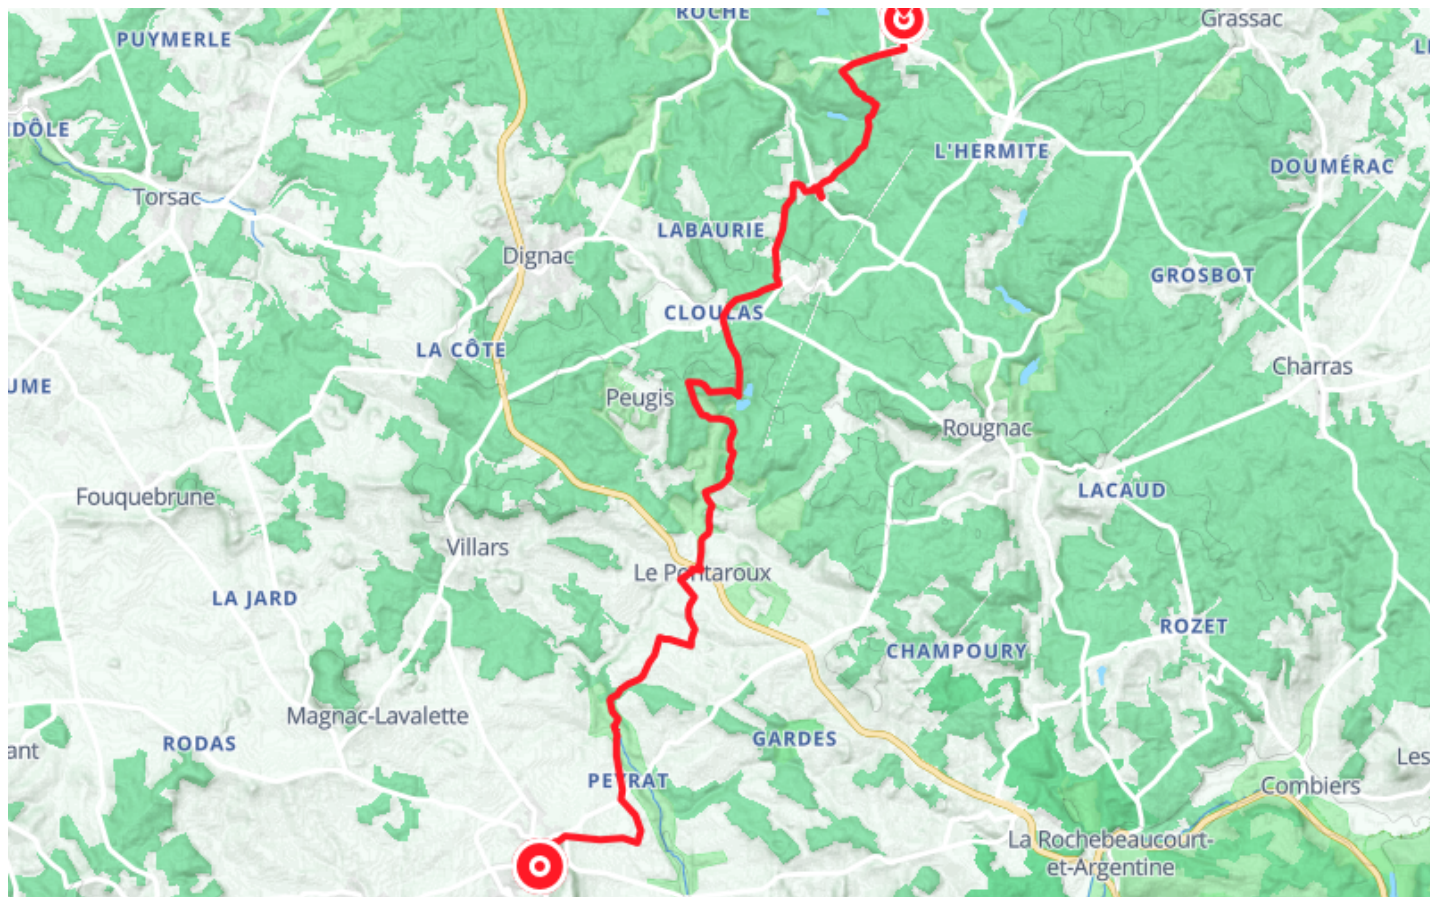 ROCHE
Grassac
PUYMERLE
IDÔLE
L'HERMITE
DOUMÉRAC
Torsac
LABAURIE
Dignac
GROSBOT
CLOULAS
LA CÔTE
Charras
UME
Peugis
Rougnac
Fouquebrune
LACAUD
Villars
Le Pontaroux
LA JARD
ROZET
CHAMPOURY
Magnac-Lavalette
RODAS
GARDES
ant
Les
PEYRAT
Combiers
La Rochebeaucourt-
et-Argentine